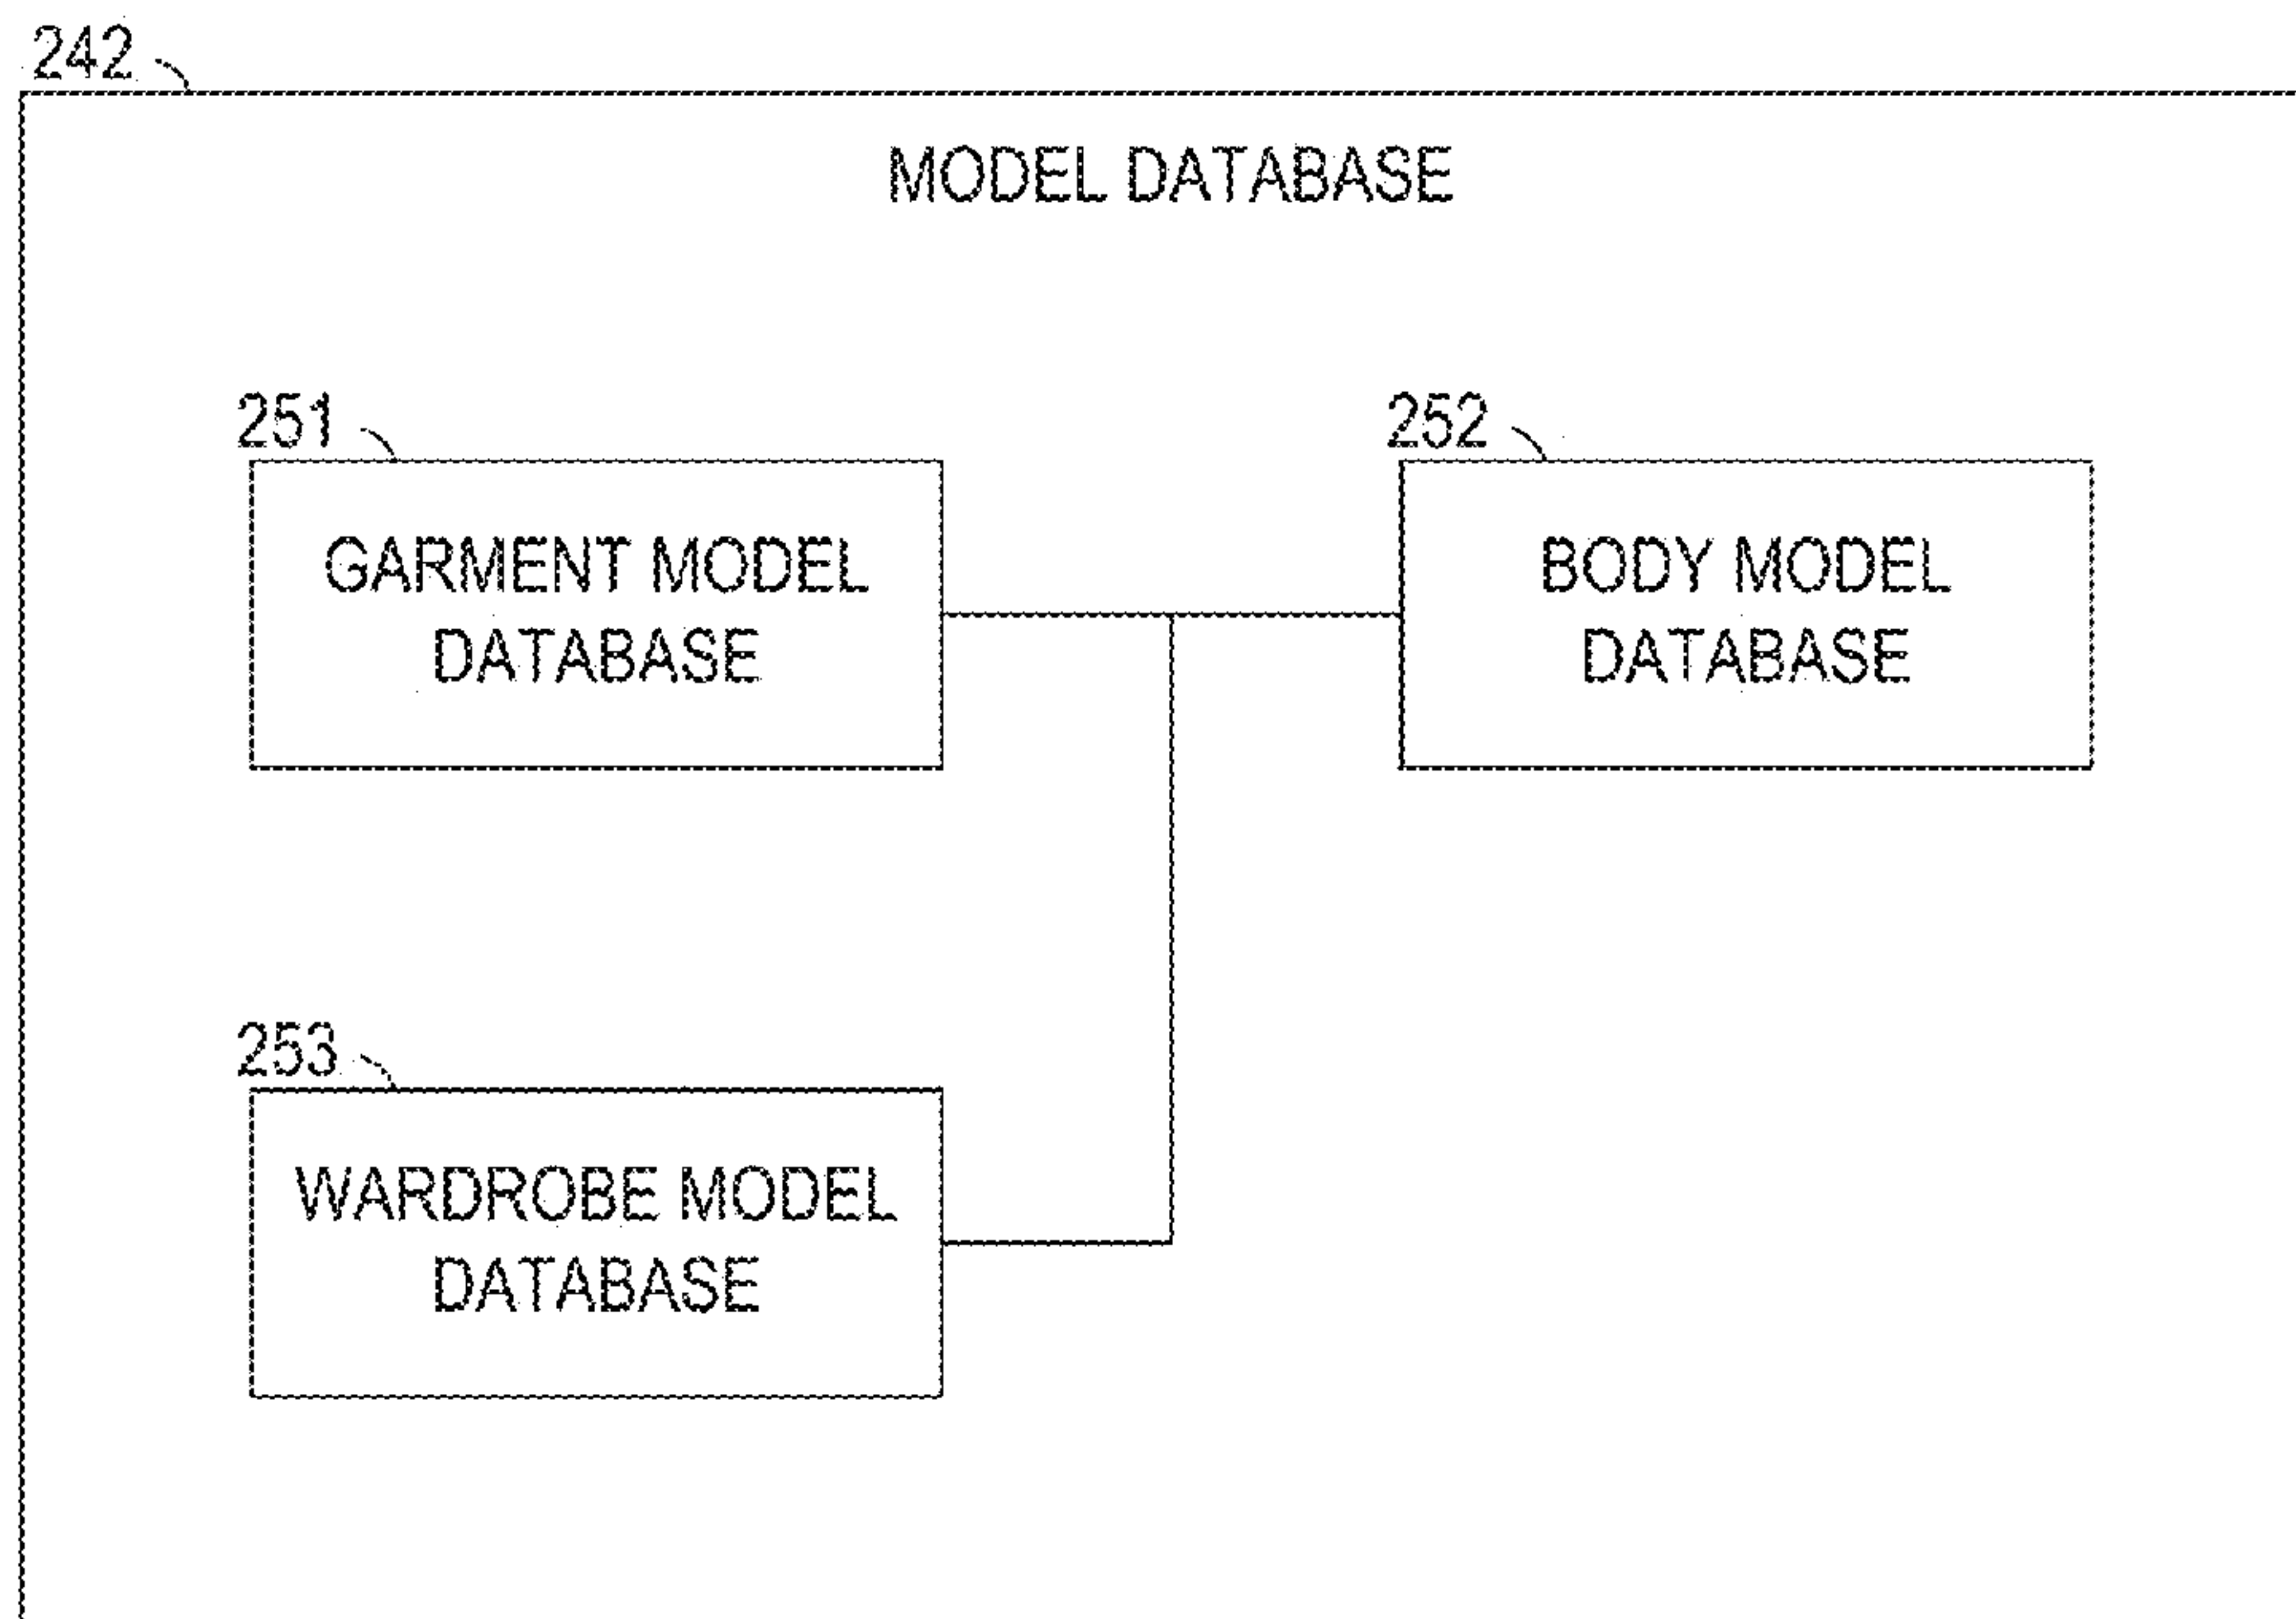 242
MODEL DATABASE
251
252
GARMENT MODEL
DATABASE
BODY MODEL
DATABASE
253
WARDROBE MODEL
DATABASE